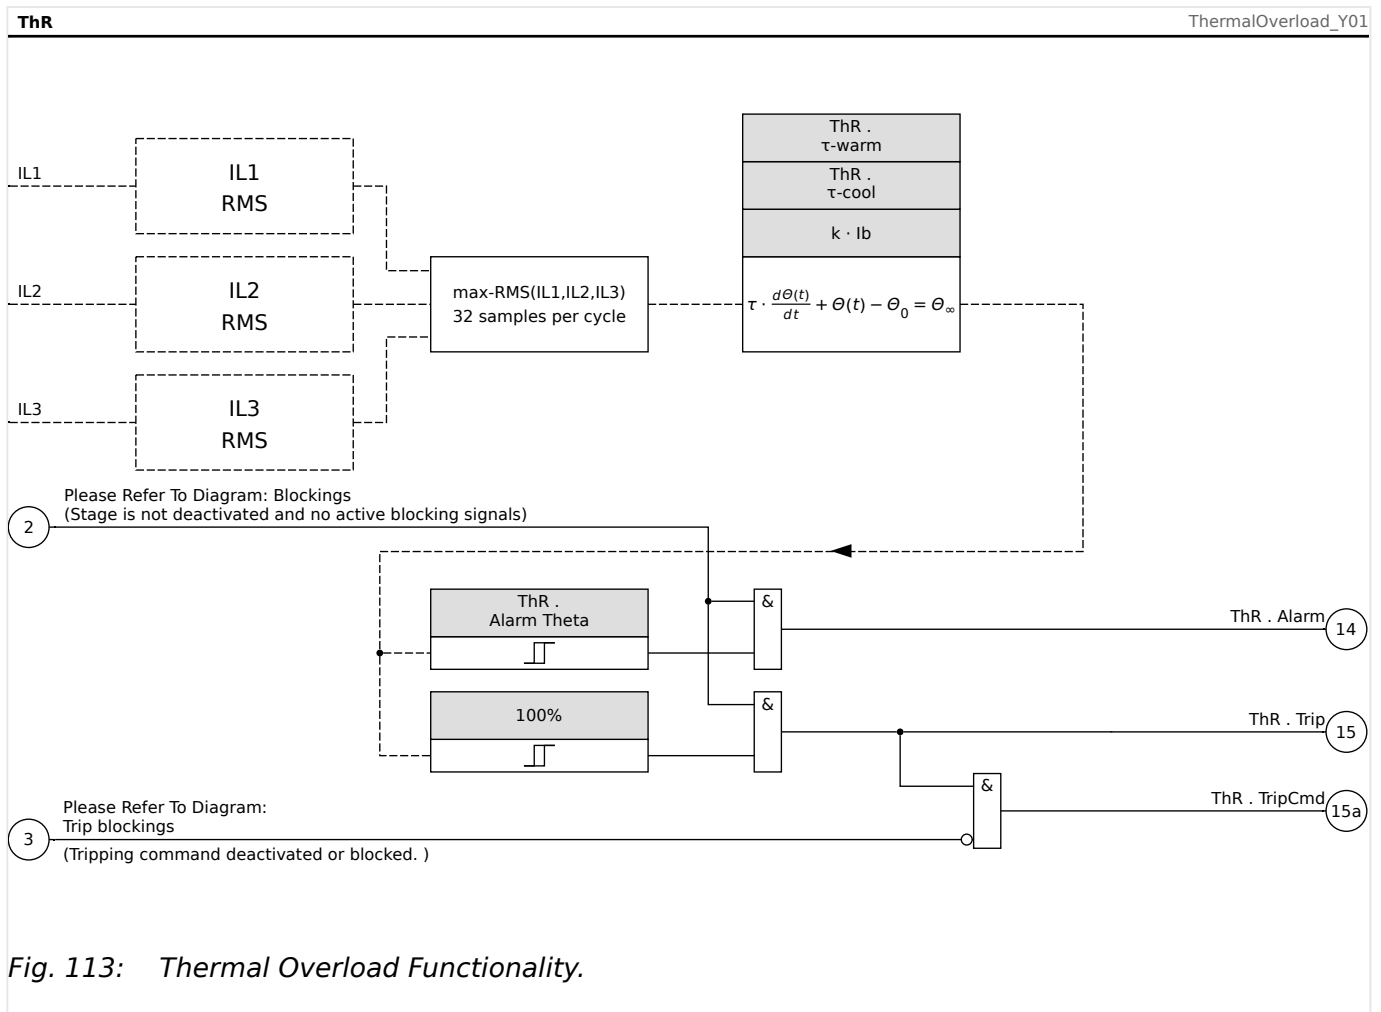 ThR
ThermalOverload_Y01
ThR .
τ-warm
ThR .
τ-cool
k · Ib
IL1
IL1
RMS
IL2
IL2
RMS
max-RMS(IL1,IL2,IL3)
32 samples per cycle
τ · dΘ(t)/dt + Θ(t) − Θ₀ = Θ∞
IL3
IL3
RMS
Please Refer To Diagram: Blockings
(Stage is not deactivated and no active blocking signals)
2
ThR .
Alarm Theta
&
ThR . Alarm
14
100%
&
ThR . Trip
15
&
ThR . TripCmd
15a
Please Refer To Diagram:
Trip blockings
3
(Tripping command deactivated or blocked. )
Fig. 113: Thermal Overload Functionality.